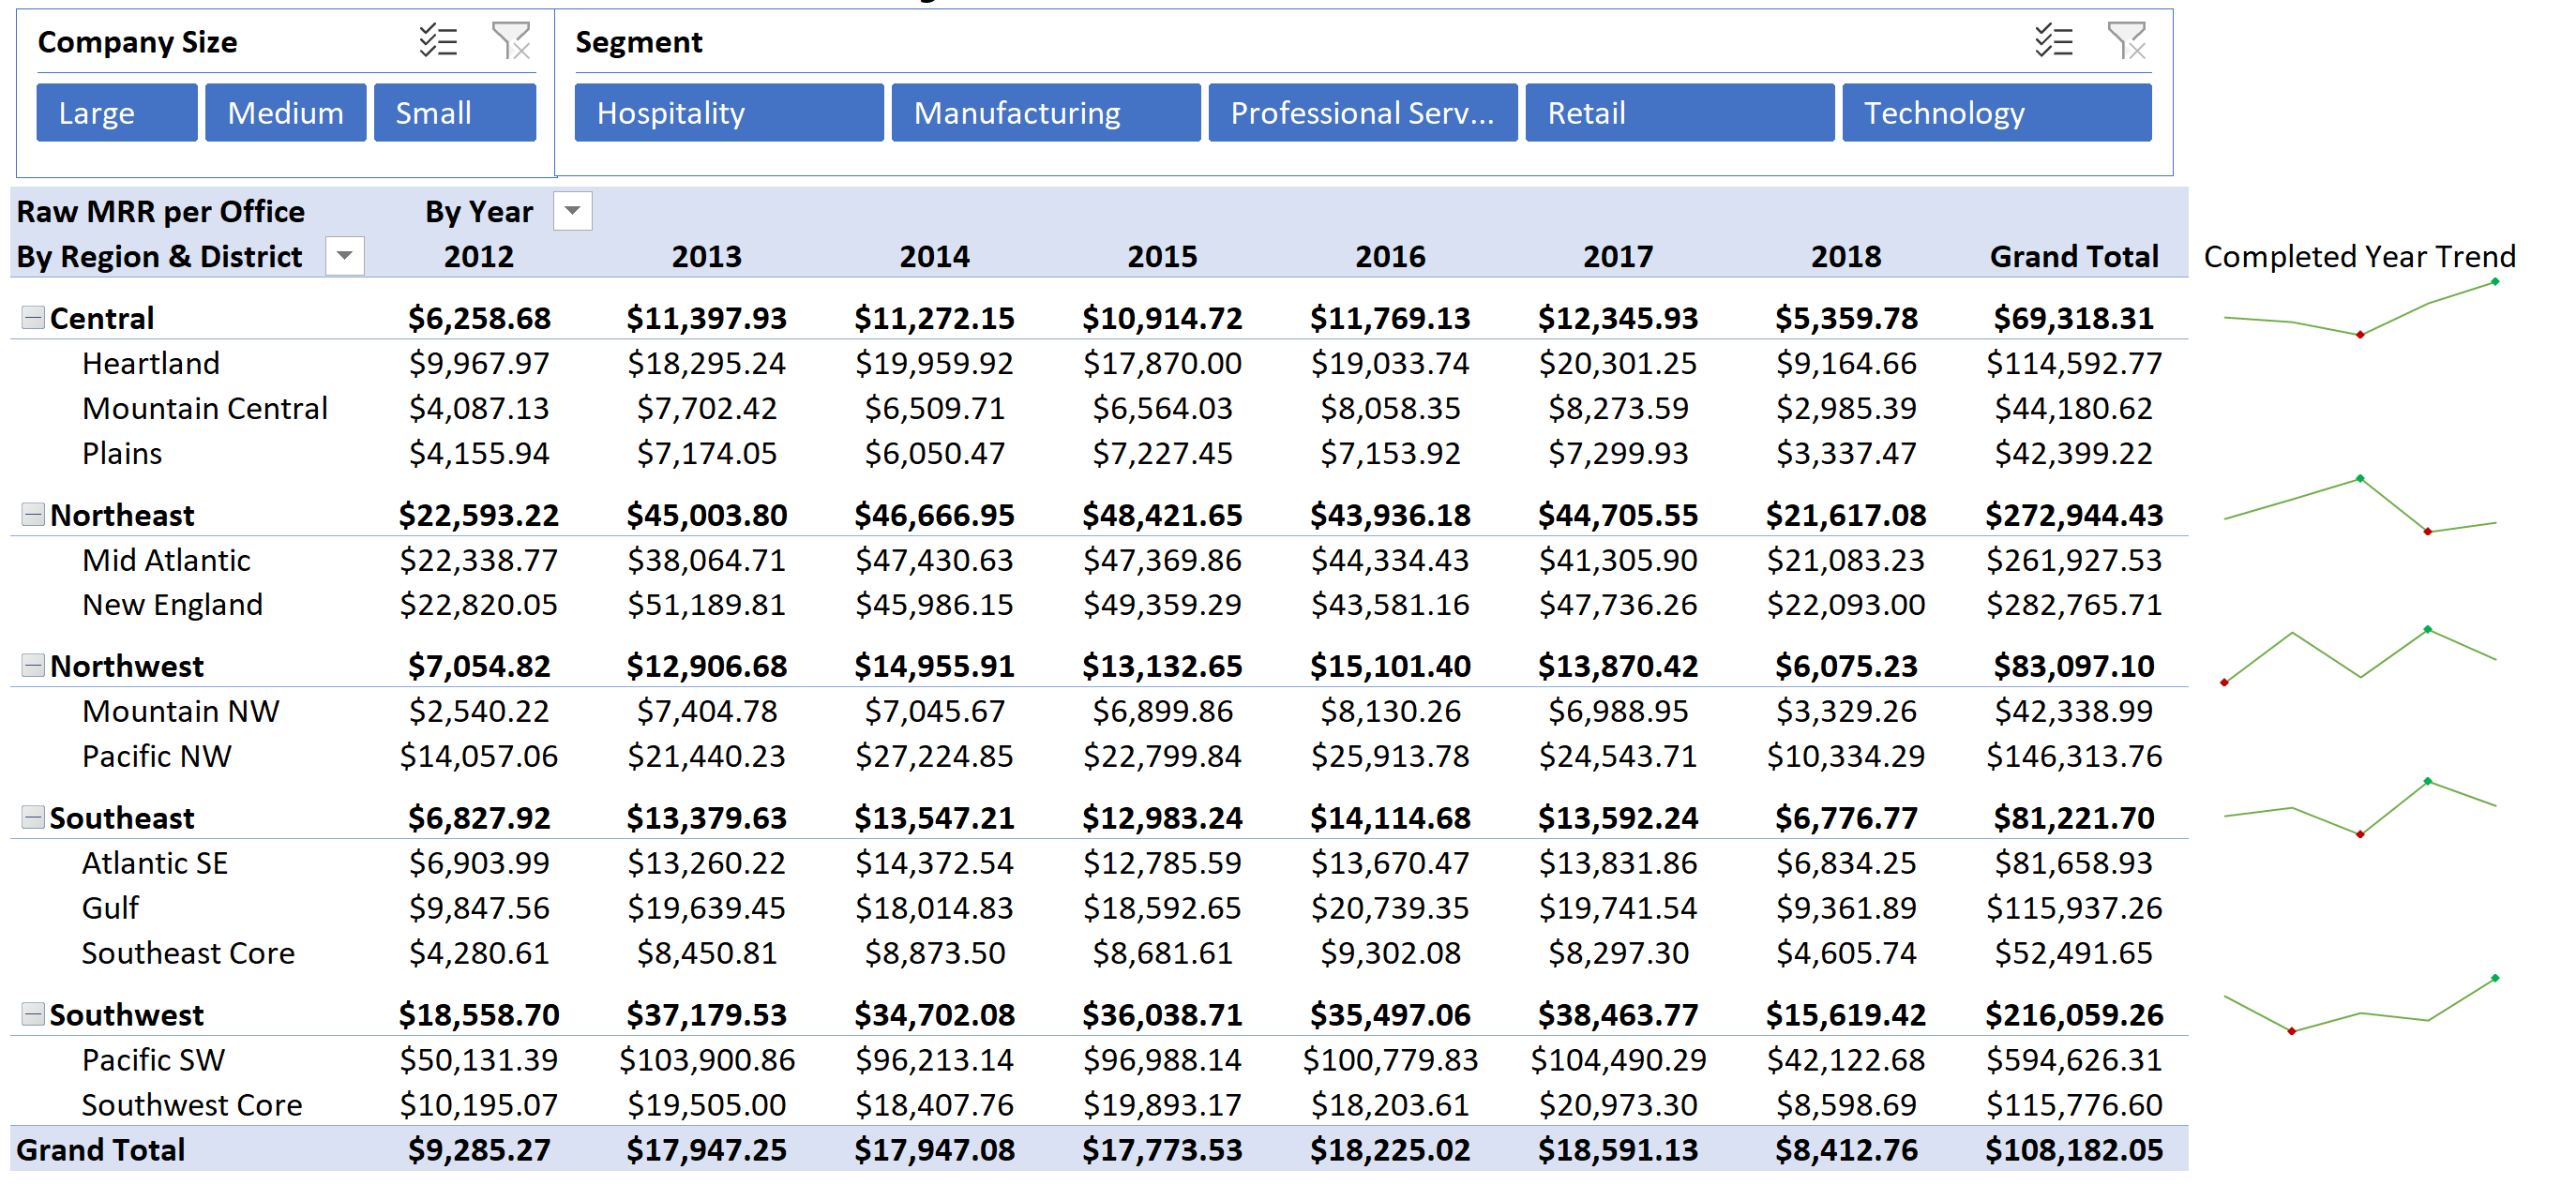 Company Size Segment
Large Medium Small Hospitality Manufacturing Professional Serv... Retail Technology
Raw MRR per Office By Year
By Region & District 2012 2013 2014 2015 2016 2017 2018 Grand Total Completed Year Trend
Central $6,258.68 $11,397.93 $11,272.15 $10,914.72 $11,769.13 $12,345.93 $5,359.78 $69,318.31
Heartland $9,967.97 $18,295.24 $19,959.92 $17,870.00 $19,033.74 $20,301.25 $9,164.66 $114,592.77
Mountain Central $4,087.13 $7,702.42 $6,509.71 $6,564.03 $8,058.35 $8,273.59 $2,985.39 $44,180.62
Plains $4,155.94 $7,174.05 $6,050.47 $7,227.45 $7,153.92 $7,299.93 $3,337.47 $42,399.22
Northeast $22,593.22 $45,003.80 $46,666.95 $48,421.65 $43,936.18 $44,705.55 $21,617.08 $272,944.43
Mid Atlantic $22,338.77 $38,064.71 $47,430.63 $47,369.86 $44,334.43 $41,305.90 $21,083.23 $261,927.53
New England $22,820.05 $51,189.81 $45,986.15 $49,359.29 $43,581.16 $47,736.26 $22,093.00 $282,765.71
Northwest $7,054.82 $12,906.68 $14,955.91 $13,132.65 $15,101.40 $13,870.42 $6,075.23 $83,097.10
Mountain NW $2,540.22 $7,404.78 $7,045.67 $6,899.86 $8,130.26 $6,988.95 $3,329.26 $42,338.99
Pacific NW $14,057.06 $21,440.23 $27,224.85 $22,799.84 $25,913.78 $24,543.71 $10,334.29 $146,313.76
Southeast $6,827.92 $13,379.63 $13,547.21 $12,983.24 $14,114.68 $13,592.24 $6,776.77 $81,221.70
Atlantic SE $6,903.99 $13,260.22 $14,372.54 $12,785.59 $13,670.47 $13,831.86 $6,834.25 $81,658.93
Gulf $9,847.56 $19,639.45 $18,014.83 $18,592.65 $20,739.35 $19,741.54 $9,361.89 $115,937.26
Southeast Core $4,280.61 $8,450.81 $8,873.50 $8,681.61 $9,302.08 $8,297.30 $4,605.74 $52,491.65
Southwest $18,558.70 $37,179.53 $34,702.08 $36,038.71 $35,497.06 $38,463.77 $15,619.42 $216,059.26
Pacific SW $50,131.39 $103,900.86 $96,213.14 $96,988.14 $100,779.83 $104,490.29 $42,122.68 $594,626.31
Southwest Core $10,195.07 $19,505.00 $18,407.76 $19,893.17 $18,203.61 $20,973.30 $8,598.69 $115,776.60
Grand Total $9,285.27 $17,947.25 $17,947.08 $17,773.53 $18,225.02 $18,591.13 $8,412.76 $108,182.05